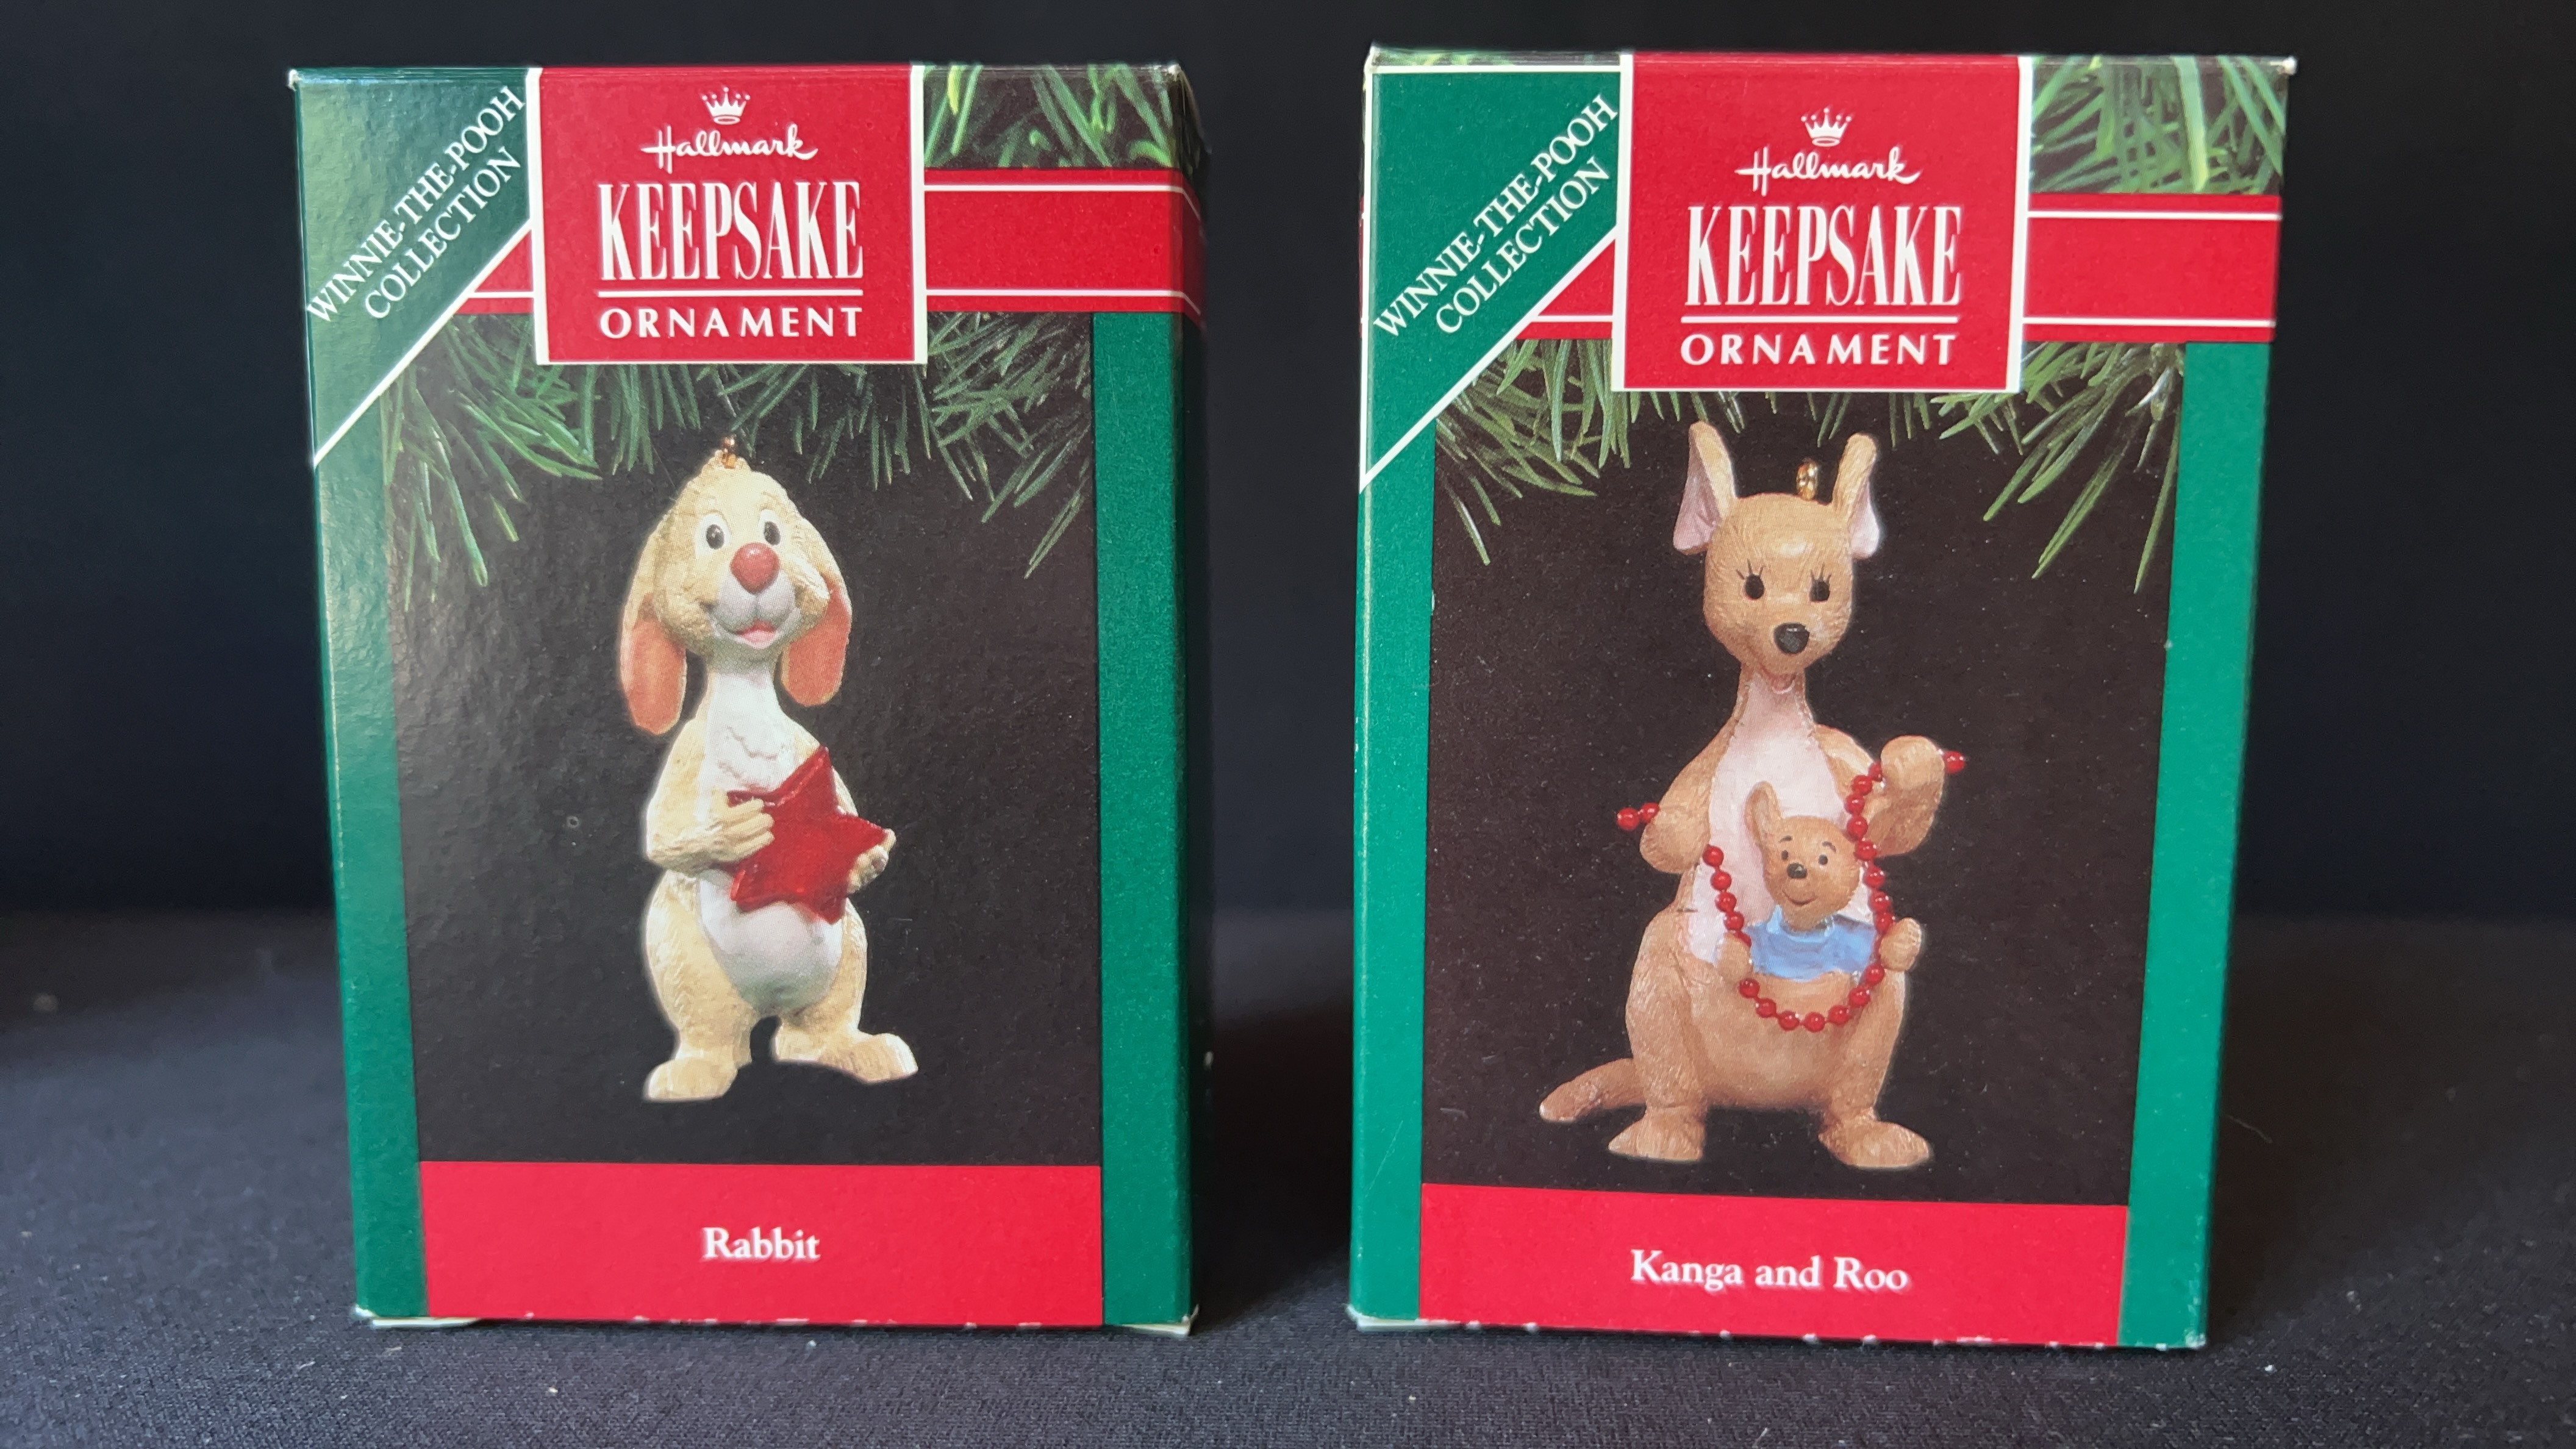 WINNIE-THE-POOH
COLLECTION
Hallmark
KEEPSAKE
ORNAMENT
Rabbit
WINNIE-THE-POOH
COLLECTION
Hallmark
KEEPSAKE
ORNAMENT
Kanga and Roo